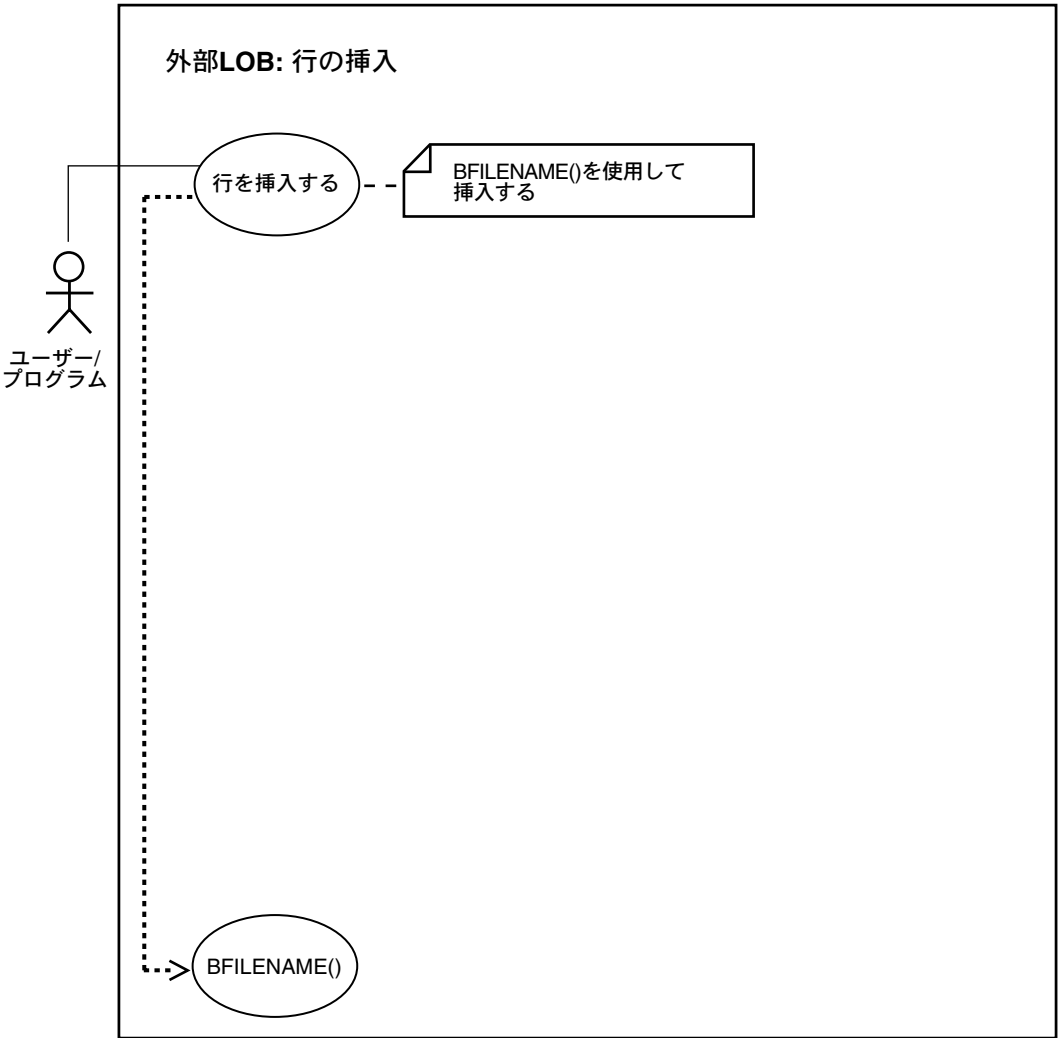 外部LOB: 行の挿入
行を挿入する
BFILENAME()を使用して
挿入する
ユーザー/
プログラム
BFILENAME()